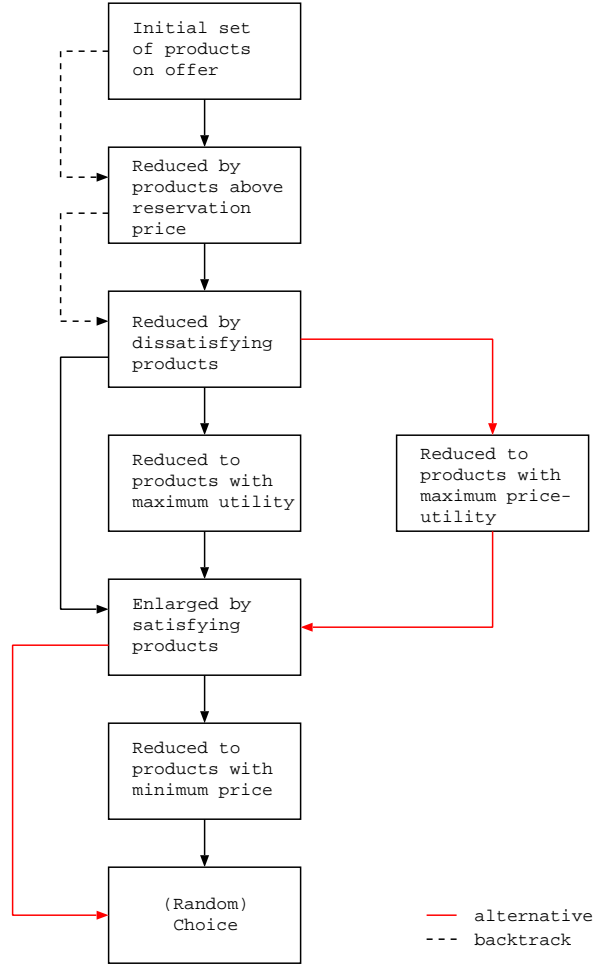 Initial set
of products
on offer
Reduced by
products above
reservation
price
Reduced by
dissatisfying
products
Reduced to
products with
maximum utility
Reduced to
products with
maximum price-
utility
Enlarged by
satisfying
products
Reduced to
products with
minimum price
(Random)
Choice
alternative
backtrack